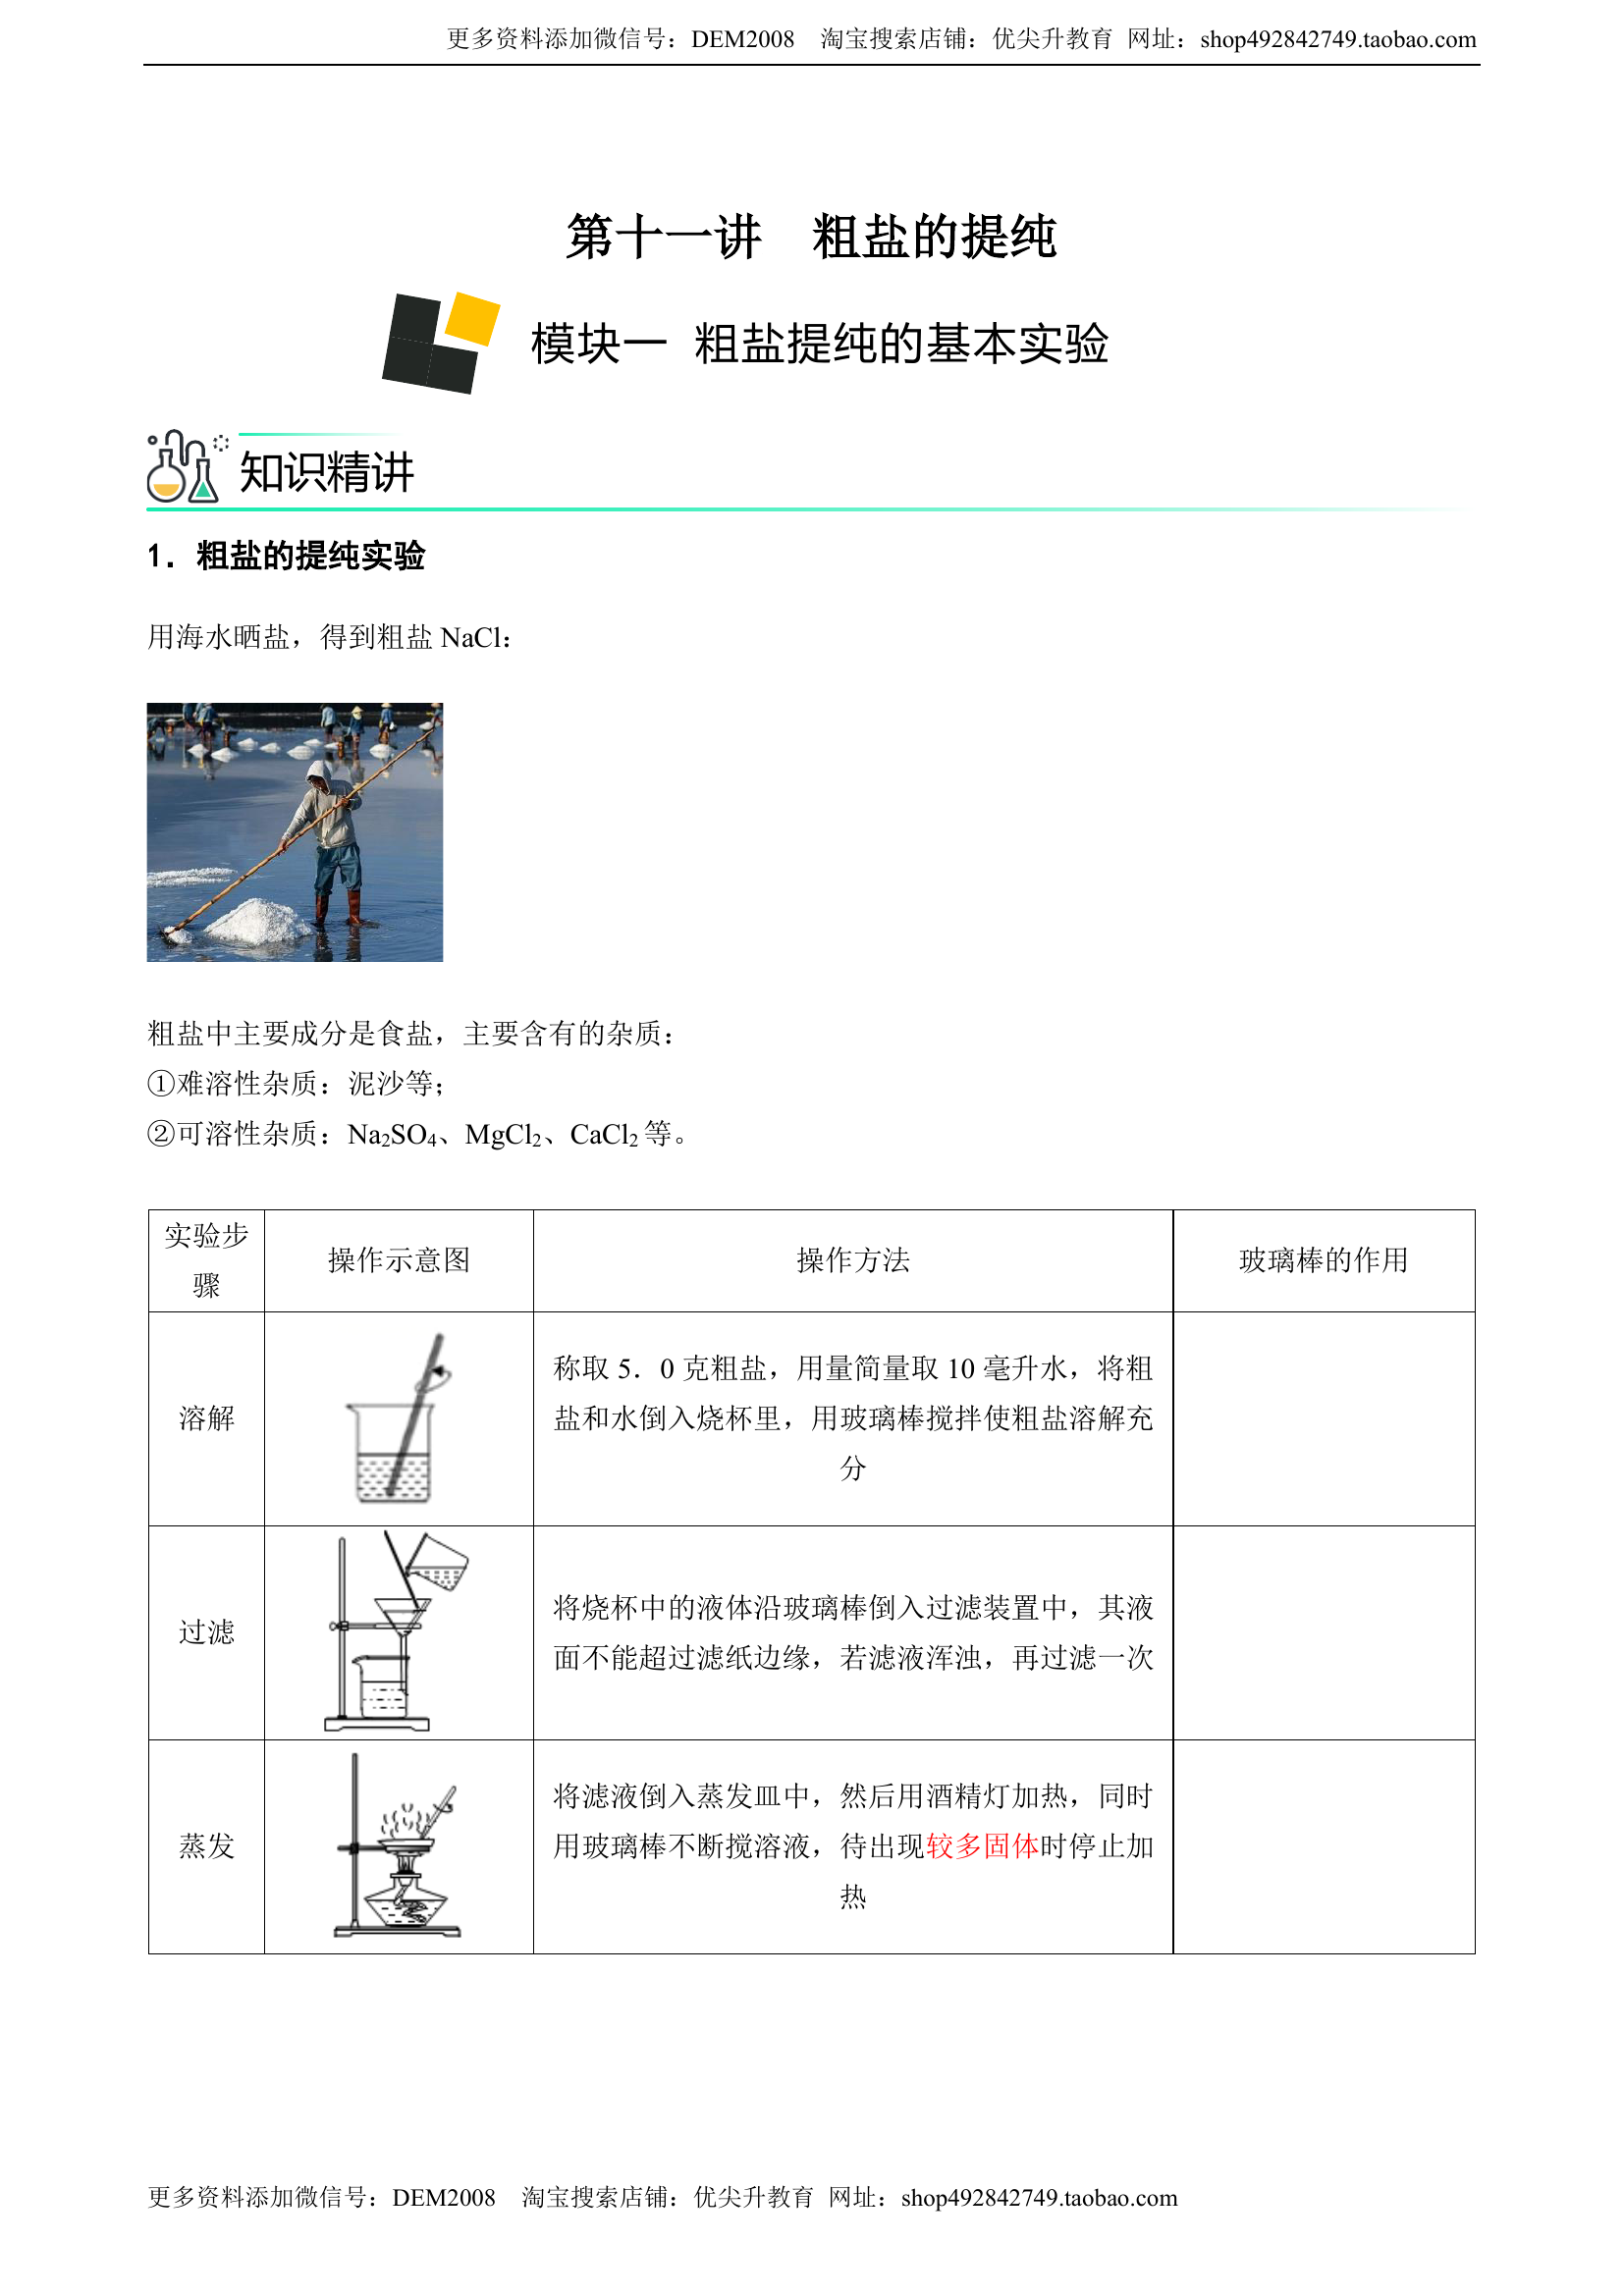 更多资料添加微信号：DEM2008　淘宝搜索店铺：优尖升教育 网址：shop492842749.taobao.com
第十一讲　粗盐的提纯
模块一 粗盐提纯的基本实验
知识精讲
1．粗盐的提纯实验
用海水晒盐，得到粗盐 NaCl：
粗盐中主要成分是食盐，主要含有的杂质：
①难溶性杂质：泥沙等；
②可溶性杂质：Na₂SO₄、MgCl₂、CaCl₂ 等。
实验步
骤
操作示意图
操作方法
玻璃棒的作用
溶解
称取 5．0 克粗盐，用量筒量取 10 毫升水，将粗
盐和水倒入烧杯里，用玻璃棒搅拌使粗盐溶解充
分
过滤
将烧杯中的液体沿玻璃棒倒入过滤装置中，其液
面不能超过滤纸边缘，若滤液浑浊，再过滤一次
蒸发
将滤液倒入蒸发皿中，然后用酒精灯加热，同时
用玻璃棒不断搅溶液，待出现较多固体时停止加
热
更多资料添加微信号：DEM2008　淘宝搜索店铺：优尖升教育 网址：shop492842749.taobao.com